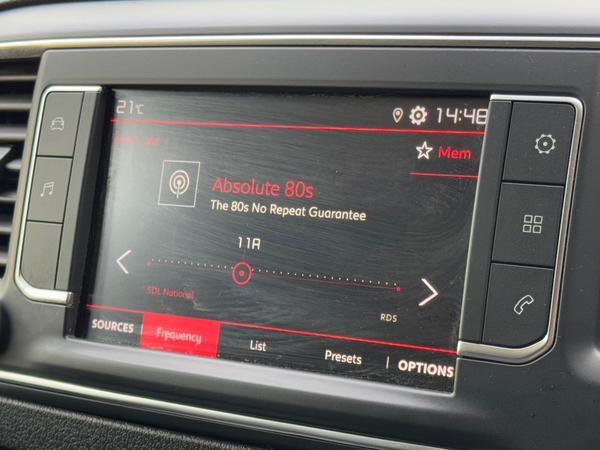 21°C
14:48
Mem
Absolute 80s
The 80s No Repeat Guarantee
11A
SDL National
RDS
SOURCES
Frequency
List
Presets
OPTIONS